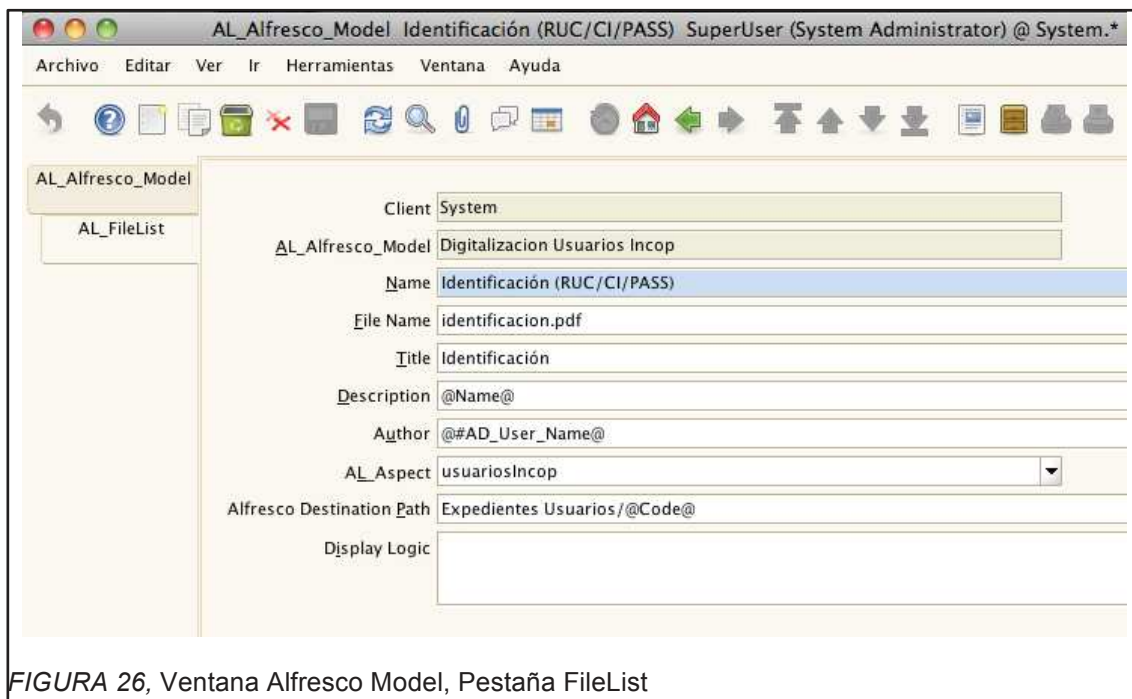 AL_Alfresco_Model Identificación (RUC/CI/PASS) SuperUser (System Administrator) @ System.*
Archivo Editar Ver Ir Herramientas Ventana Ayuda
AL_Alfresco_Model
AL_FileList
Client System
AL_Alfresco_Model Digitalizacion Usuarios Incop
Name Identificación (RUC/CI/PASS)
File Name identificacion.pdf
Title Identificación
Description @Name@
Author @#AD_User_Name@
AL_Aspect usuariosIncop
Alfresco Destination Path Expedientes Usuarios/@Code@
Display Logic
FIGURA 26, Ventana Alfresco Model, Pestaña FileList